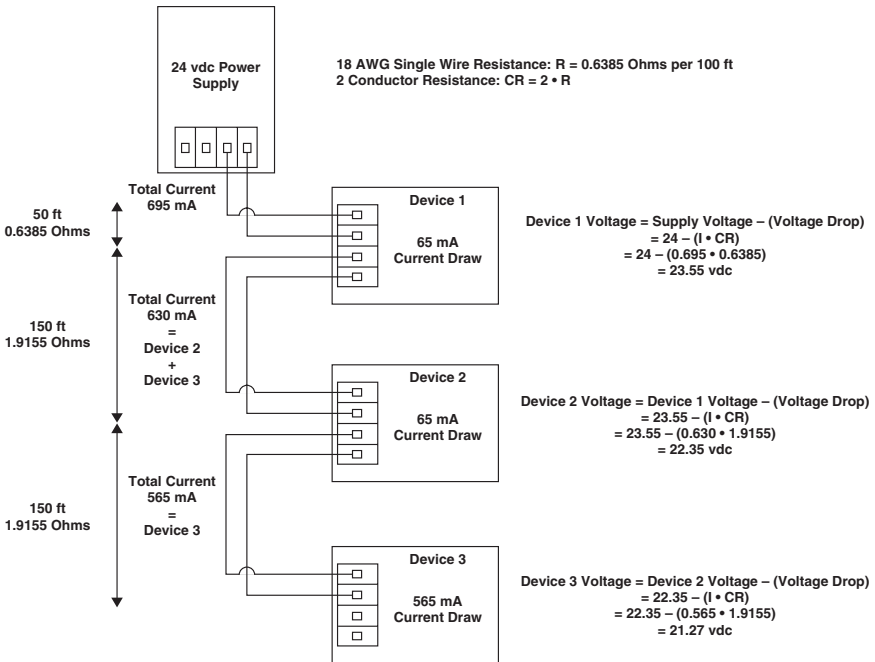 24 vdc Power
Supply
18 AWG Single Wire Resistance: R = 0.6385 Ohms per 100 ft
2 Conductor Resistance: CR = 2 • R
50 ft
0.6385 Ohms
Total Current
695 mA
Device 1
65 mA
Current Draw
Device 1 Voltage = Supply Voltage – (Voltage Drop)
= 24 – (I • CR)
= 24 – (0.695 • 0.6385)
= 23.55 vdc
150 ft
1.9155 Ohms
Total Current
630 mA
=
Device 2
+
Device 3
Device 2
65 mA
Current Draw
Device 2 Voltage = Device 1 Voltage – (Voltage Drop)
= 23.55 – (I • CR)
= 23.55 – (0.630 • 1.9155)
= 22.35 vdc
150 ft
1.9155 Ohms
Total Current
565 mA
=
Device 3
Device 3
565 mA
Current Draw
Device 3 Voltage = Device 2 Voltage – (Voltage Drop)
= 22.35 – (I • CR)
= 22.35 – (0.565 • 1.9155)
= 21.27 vdc